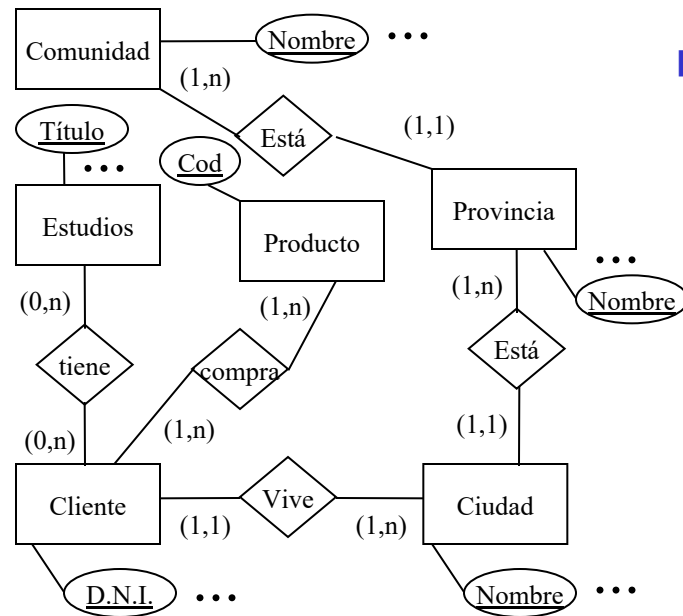 Nombre
...
Comunidad
(1,n)
Está
(1,1)
Título
...
Cod
Estudios
Producto
Provincia
...
(0,n)
(1,n)
(1,n)
Nombre
tiene
compra
Está
(0,n)
(1,n)
(1,1)
Cliente
Vive
Ciudad
(1,1)
(1,n)
D.N.I.
...
Nombre
...